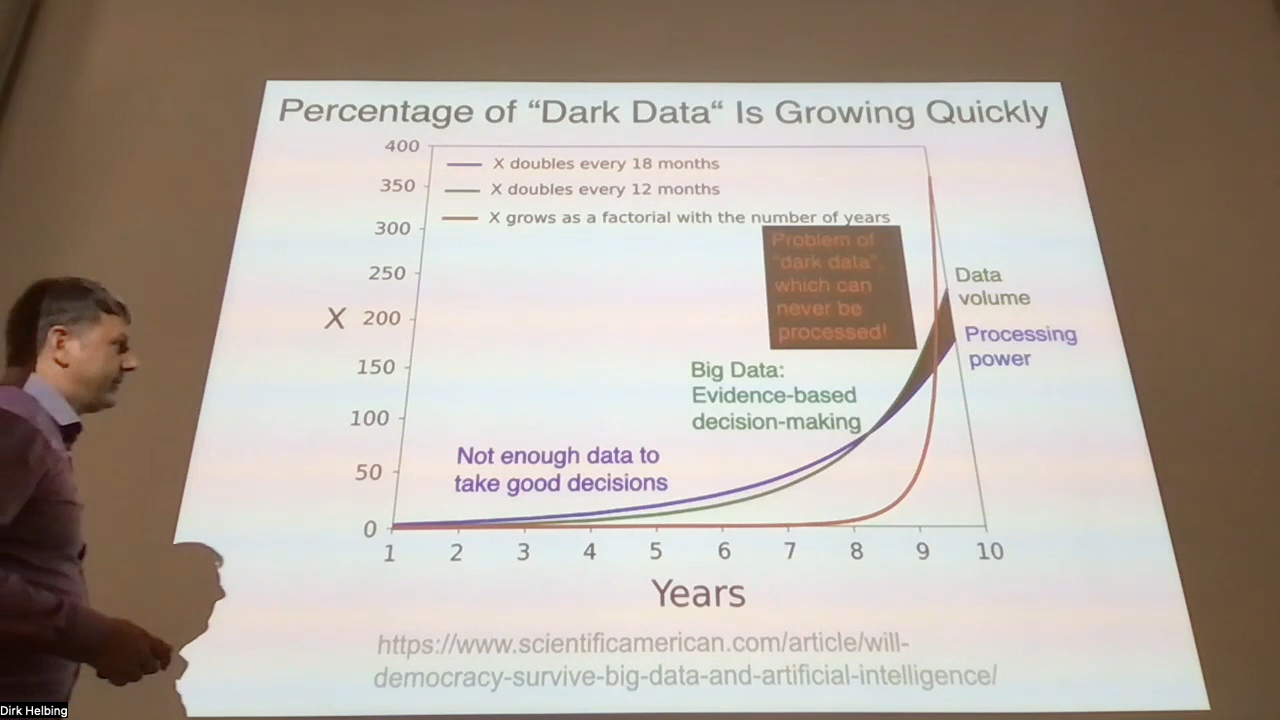 Percentage of “Dark Data“ Is Growing Quickly
400
350
300
250
200
150
100
50
0
X
X doubles every 18 months
X doubles every 12 months
X grows as a factorial with the number of years
Problem of
“dark data“,
which can
never be
processed!
Data
volume
Processing
power
Big Data:
Evidence-based
decision-making
Not enough data to
take good decisions
1 2 3 4 5 6 7 8 9 10
Years
https://www.scientificamerican.com/article/will-
democracy-survive-big-data-and-artificial-intelligence/
Dirk Helbing